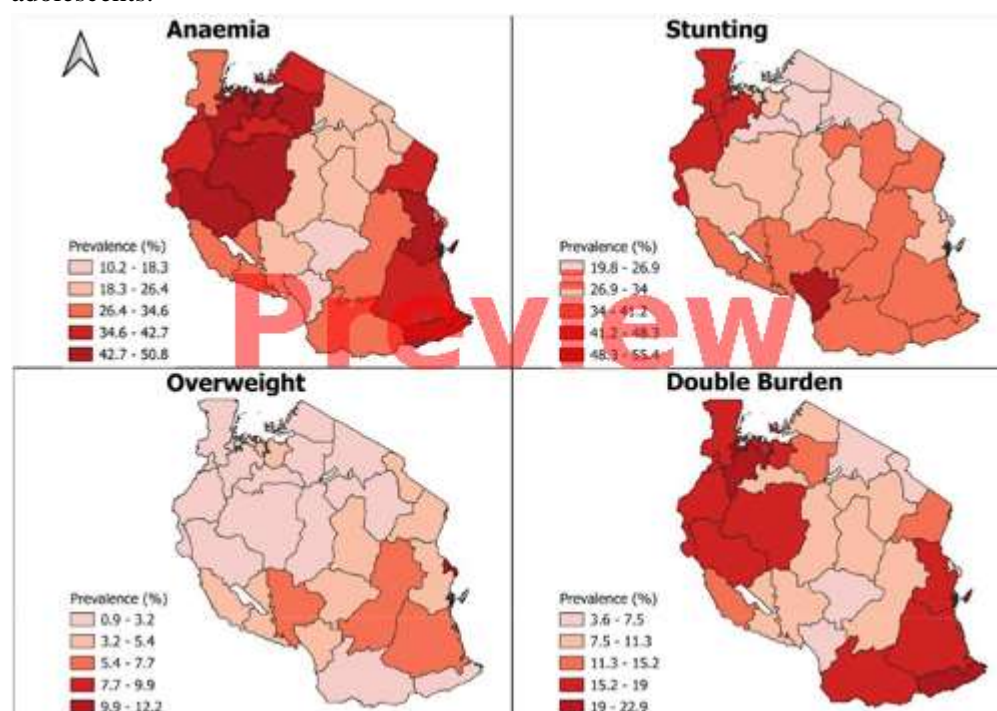 adolescents.
Anaemia
Stunting
Prevalence (%)
10.2 - 18.3
18.3 - 26.4
26.4 - 34.6
34.6 - 42.7
42.7 - 50.8
Prevalence (%)
19.8 - 26.9
26.9 - 34
34 - 41.2
41.2 - 48.3
48.3 - 55.4
Preview
Overweight
Double Burden
Prevalence (%)
0.9 - 3.2
3.2 - 5.4
5.4 - 7.7
7.7 - 9.9
9.9 - 12.2
Prevalence (%)
3.6 - 7.5
7.5 - 11.3
11.3 - 15.2
15.2 - 19
19 - 22.9